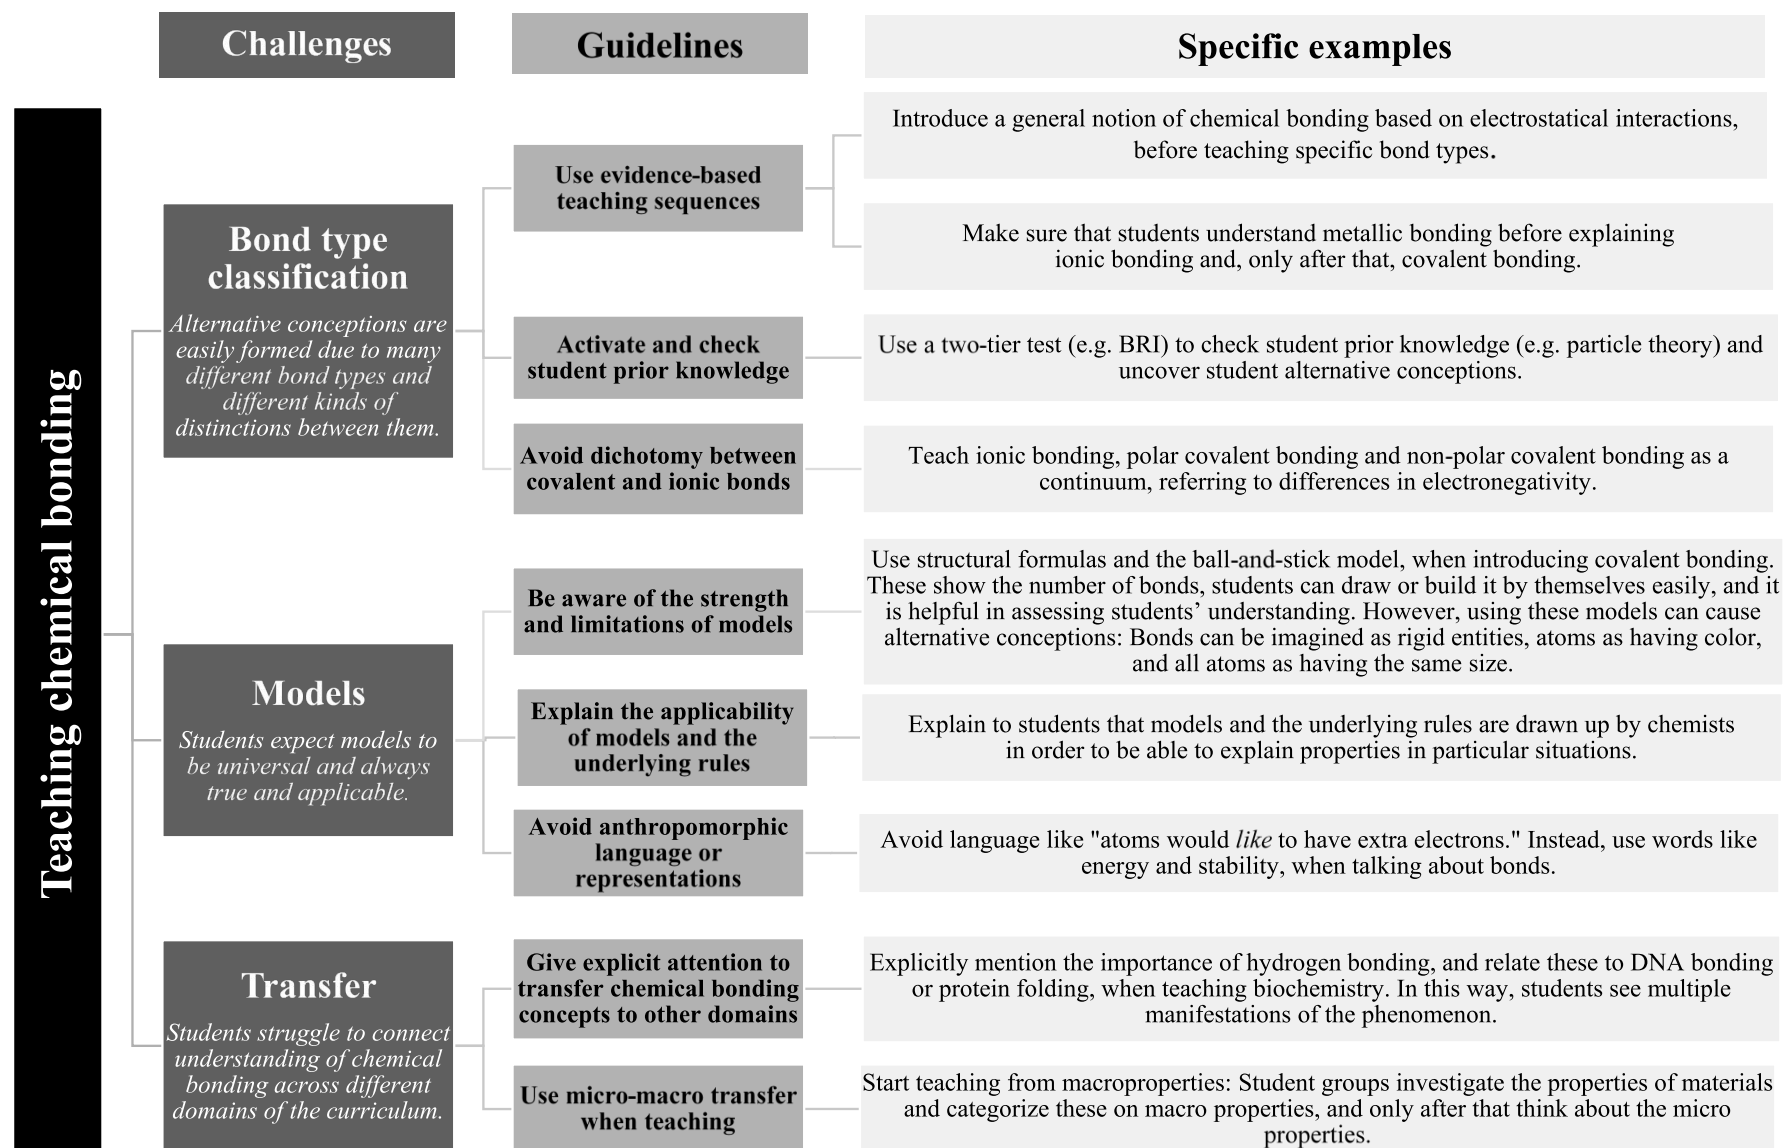 Challenges
Guidelines
Specific examples
Teaching chemical bonding
Bond type
classification
Alternative conceptions are
easily formed due to many
different bond types and
different kinds of
distinctions between them.
Use evidence-based
teaching sequences
Introduce a general notion of chemical bonding based on electrostatical interactions,
before teaching specific bond types.
Make sure that students understand metallic bonding before explaining
ionic bonding and, only after that, covalent bonding.
Activate and check
student prior knowledge
Use a two-tier test (e.g. BRI) to check student prior knowledge (e.g. particle theory) and
uncover student alternative conceptions.
Avoid dichotomy between
covalent and ionic bonds
Teach ionic bonding, polar covalent bonding and non-polar covalent bonding as a
continuum, referring to differences in electronegativity.
Models
Students expect models to
be universal and always
true and applicable.
Be aware of the strength
and limitations of models
Use structural formulas and the ball-and-stick model, when introducing covalent bonding.
These show the number of bonds, students can draw or build it by themselves easily, and it
is helpful in assessing students’ understanding. However, using these models can cause
alternative conceptions: Bonds can be imagined as rigid entities, atoms as having color,
and all atoms as having the same size.
Explain the applicability
of models and the
underlying rules
Explain to students that models and the underlying rules are drawn up by chemists
in order to be able to explain properties in particular situations.
Avoid anthropomorphic
language or
representations
Avoid language like "atoms would like to have extra electrons." Instead, use words like
energy and stability, when talking about bonds.
Transfer
Students struggle to connect
understanding of chemical
bonding across different
domains of the curriculum.
Give explicit attention to
transfer chemical bonding
concepts to other domains
Explicitly mention the importance of hydrogen bonding, and relate these to DNA bonding
or protein folding, when teaching biochemistry. In this way, students see multiple
manifestations of the phenomenon.
Use micro-macro transfer
when teaching
Start teaching from macroproperties: Student groups investigate the properties of materials
and categorize these on macro properties, and only after that think about the micro
properties.